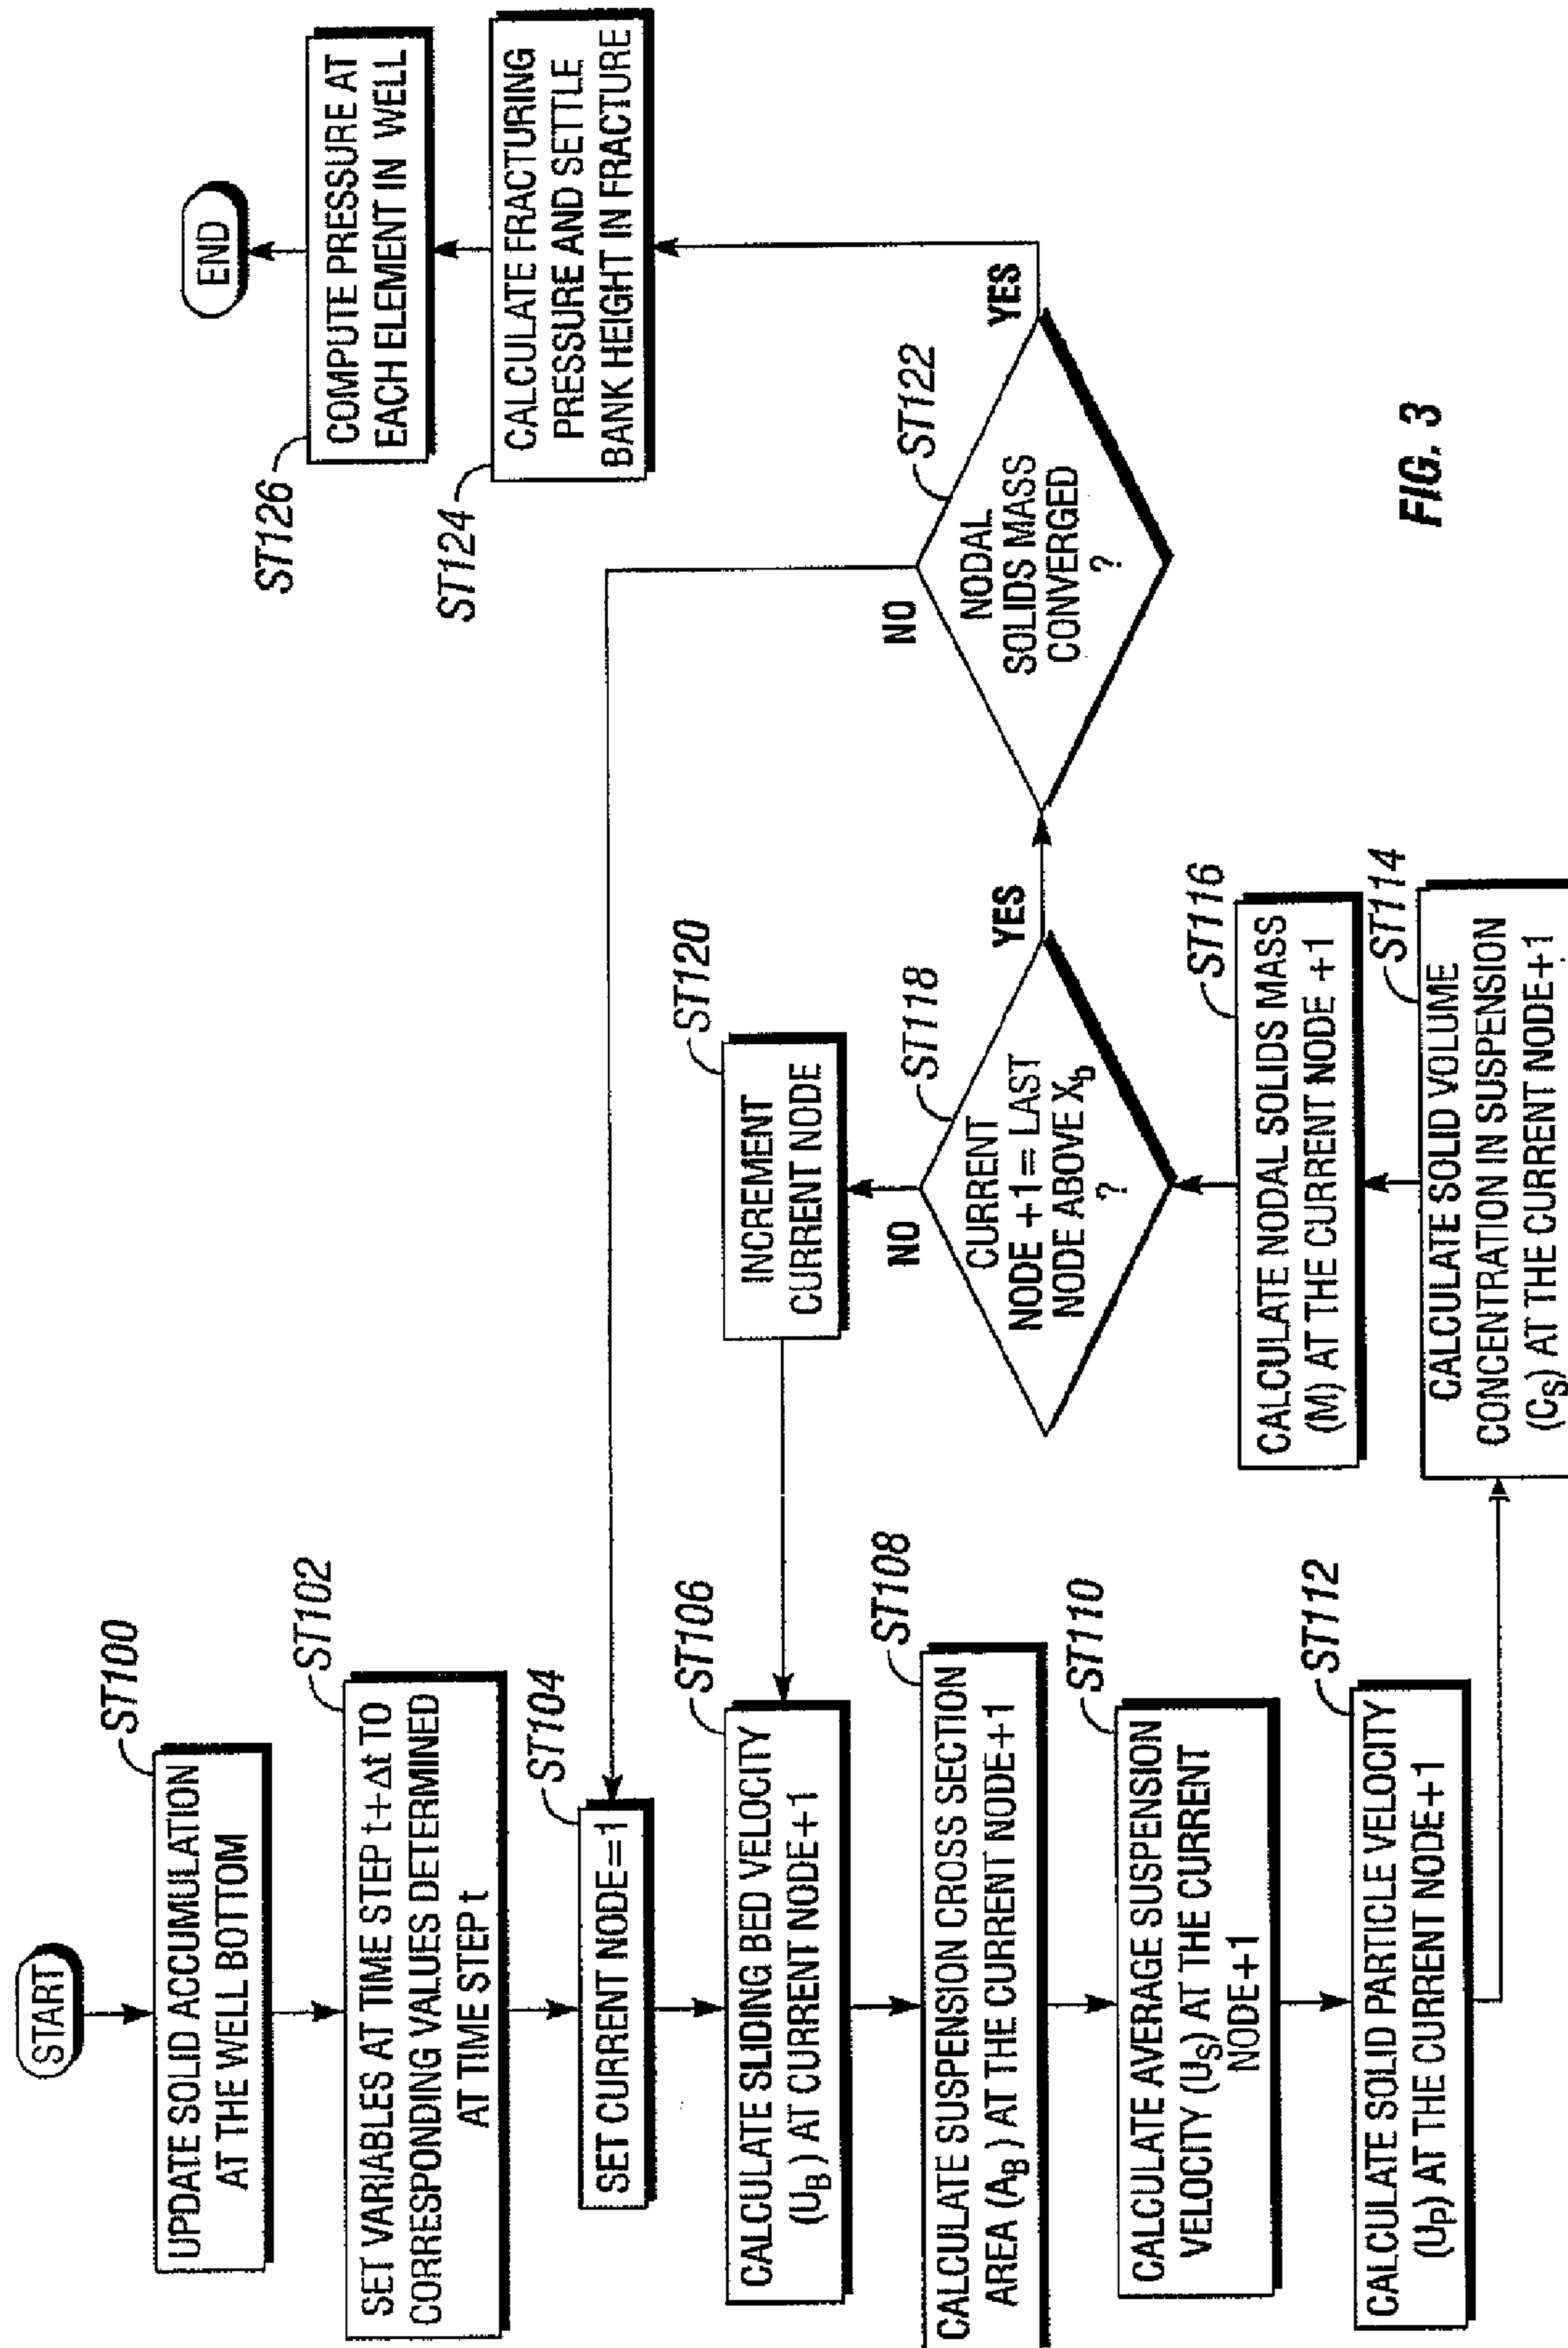 START
ST100
UPDATE SOLID ACCUMULATION
AT THE WELL BOTTOM
ST102
SET VARIABLES AT TIME STEP t+Δt TO
CORRESPONDING VALUES DETERMINED
AT TIME STEP t
ST104
SET CURRENT NODE=1
ST106
CALCULATE SLIDING BED VELOCITY
(UB) AT CURRENT NODE+1
ST108
CALCULATE SUSPENSION CROSS SECTION
AREA (AB) AT THE CURRENT NODE+1
ST110
CALCULATE AVERAGE SUSPENSION
VELOCITY (US) AT THE CURRENT
NODE+1
ST112
CALCULATE SOLID PARTICLE VELOCITY
(UP) AT THE CURRENT NODE+1
ST114
CALCULATE SOLID VOLUME
CONCENTRATION IN SUSPENSION
(CS) AT THE CURRENT NODE+1
ST116
CALCULATE NODAL SOLIDS MASS
(M) AT THE CURRENT NODE +1
ST118
CURRENT
NODE +1= LAST
NODE ABOVE Xb
?
NO
YES
ST120
INCREMENT
CURRENT NODE
ST122
NODAL
SOLIDS MASS
CONVERGED
?
NO
YES
ST124
CALCULATE FRACTURING
PRESSURE AND SETTLE
BANK HEIGHT IN FRACTURE
ST126
COMPUTE PRESSURE AT
EACH ELEMENT IN WELL
END
FIG. 3